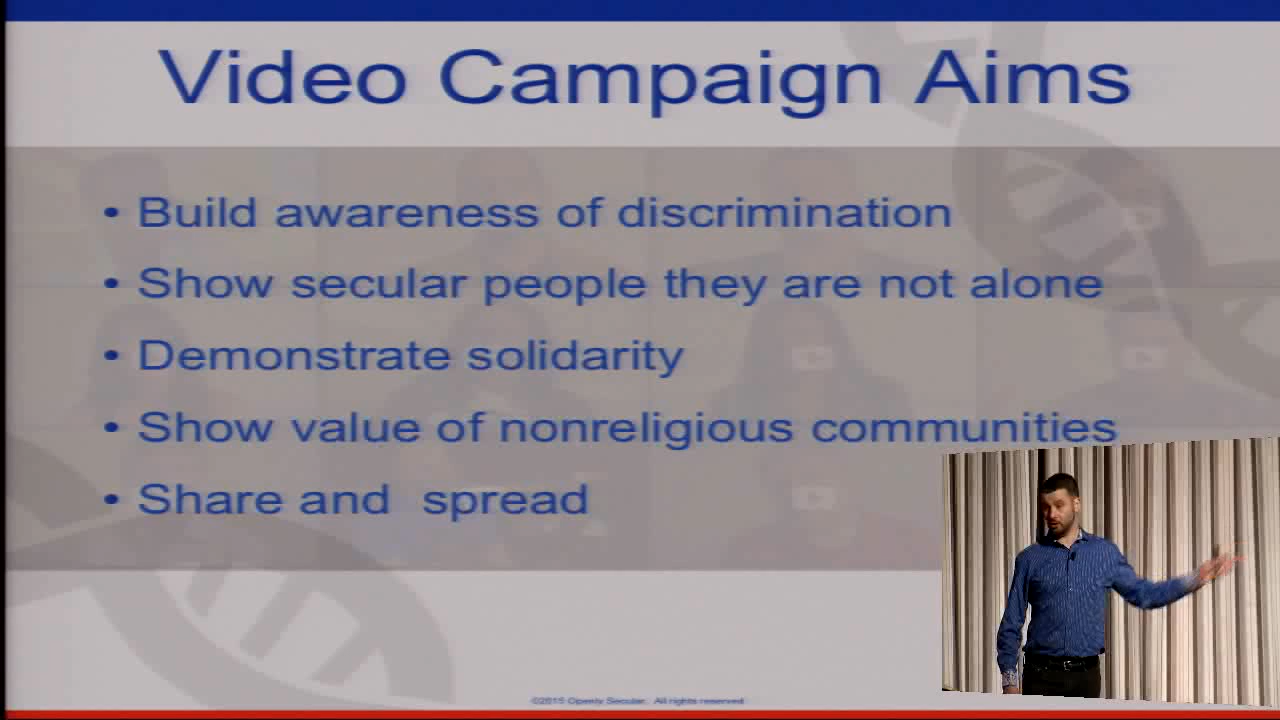 Video Campaign Aims
• Build awareness of discrimination
• Show secular people they are not alone
• Demonstrate solidarity
• Show value of nonreligious communities
• Share and spread
©2015 Openly Secular. All rights reserved